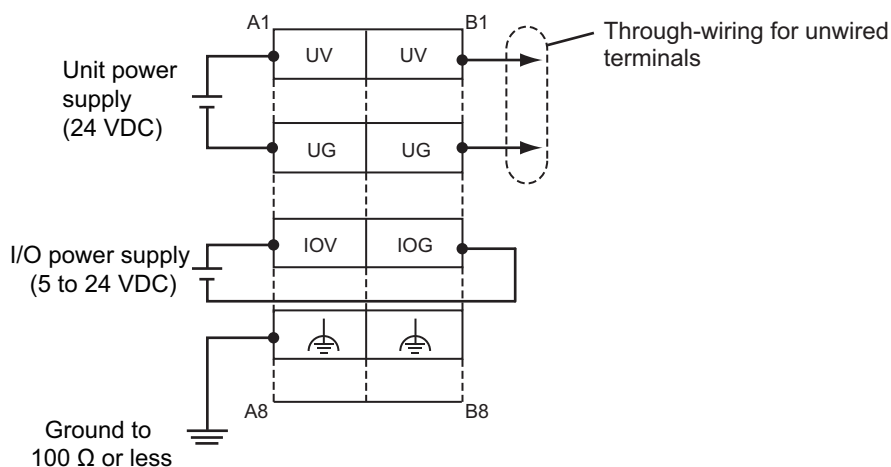 A1
B1
Through-wiring for unwired
terminals
UV
UV
Unit power
supply
(24 VDC)
UG
UG
I/O power supply
(5 to 24 VDC)
IOV
IOG
A8
B8
Ground to
100 Ω or less